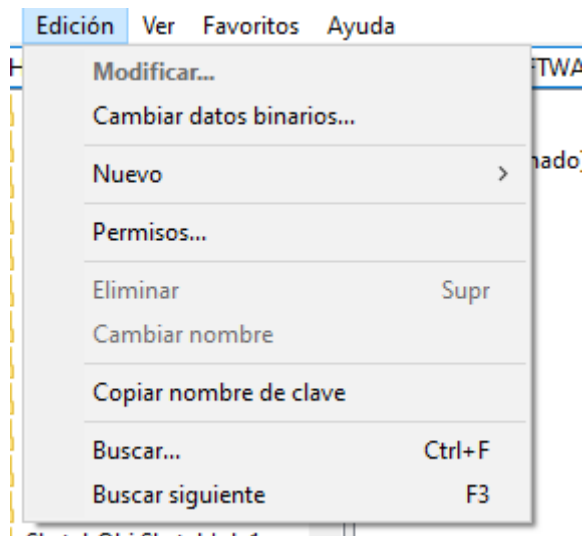 Edición Ver Favoritos Ayuda
Modificar...
Cambiar datos binarios...
Nuevo >
Permisos...
Eliminar Supr
Cambiar nombre
Copiar nombre de clave
Buscar... Ctrl+F
Buscar siguiente F3